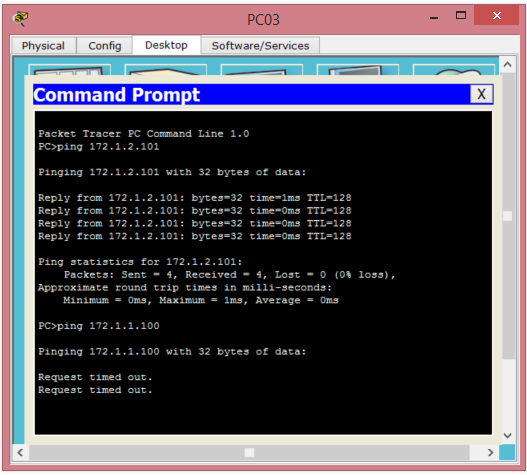 PC03
Physical Config Desktop Software/Services
Command Prompt
X
Packet Tracer PC Command Line 1.0
PC>ping 172.1.2.101
Pinging 172.1.2.101 with 32 bytes of data:
Reply from 172.1.2.101: bytes=32 time=1ms TTL=128
Reply from 172.1.2.101: bytes=32 time=0ms TTL=128
Reply from 172.1.2.101: bytes=32 time=0ms TTL=128
Reply from 172.1.2.101: bytes=32 time=0ms TTL=128
Ping statistics for 172.1.2.101:
Packets: Sent = 4, Received = 4, Lost = 0 (0% loss),
Approximate round trip times in milli-seconds:
Minimum = 0ms, Maximum = 1ms, Average = 0ms
PC>ping 172.1.1.100
Pinging 172.1.1.100 with 32 bytes of data:
Request timed out.
Request timed out.